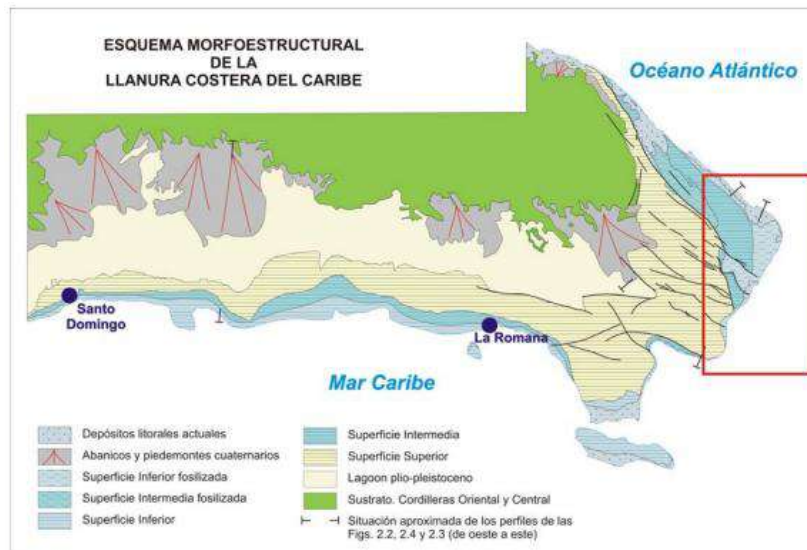 ESQUEMA MORFOESTRUCTURAL
DE LA
LLANURA COSTERA DEL CARIBE
Océano Atlántico
Santo
Domingo
La Romana
Mar Caribe
Depósitos litorales actuales
Abanicos y piedemontes cuaternarios
Superficie Inferior fosilizada
Superficie Intermedia fosilizada
Superficie Inferior
Superficie Intermedia
Superficie Superior
Lagoon plio-pleistoceno
Sustrato. Cordilleras Oriental y Central
Situación aproximada de los perfiles de las
Figs. 2.2, 2.4 y 2.3 (de oeste a este)